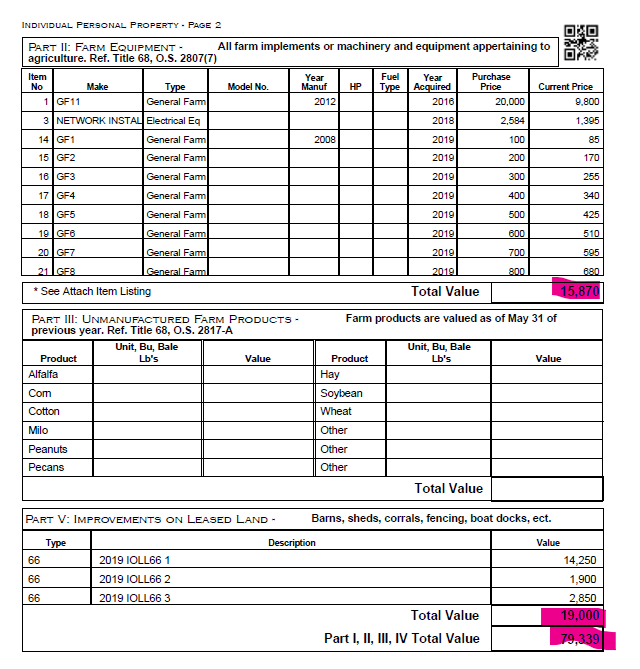 INDIVIDUAL PERSONAL PROPERTY - PAGE 2
PART II: FARM EQUIPMENT - All farm implements or machinery and equipment appertaining to
agriculture. Ref. Title 68, O.S. 2807(7)
Item No Make Type Model No. Year Manuf HP Fuel Type Year Acquired Purchase Price Current Price
1 GF11 General Farm 2012 2016 20,000 9,800
3 NETWORK INSTAL Electrical Eq 2018 2,584 1,395
14 GF1 General Farm 2008 2019 100 85
15 GF2 General Farm 2019 200 170
16 GF3 General Farm 2019 300 255
17 GF4 General Farm 2019 400 340
18 GF5 General Farm 2019 500 425
19 GF6 General Farm 2019 600 510
20 GF7 General Farm 2019 700 595
21 GF8 General Farm 2019 800 680
* See Attach Item Listing Total Value 15,870
PART III: UNMANUFACTURED FARM PRODUCTS - Farm products are valued as of May 31 of
previous year. Ref. Title 68, O.S. 2817-A
Product Unit, Bu, Bale Lb's Value Product Unit, Bu, Bale Lb's Value
Alfalfa Hay
Corn Soybean
Cotton Wheat
Milo Other
Peanuts Other
Pecans Other
Total Value
PART V: IMPROVEMENTS ON LEASED LAND - Barns, sheds, corrals, fencing, boat docks, ect.
Type Description Value
66 2019 IOLL66 1 14,250
66 2019 IOLL66 2 1,900
66 2019 IOLL66 3 2,850
Total Value 19,000
Part I, II, III, IV Total Value 79,339